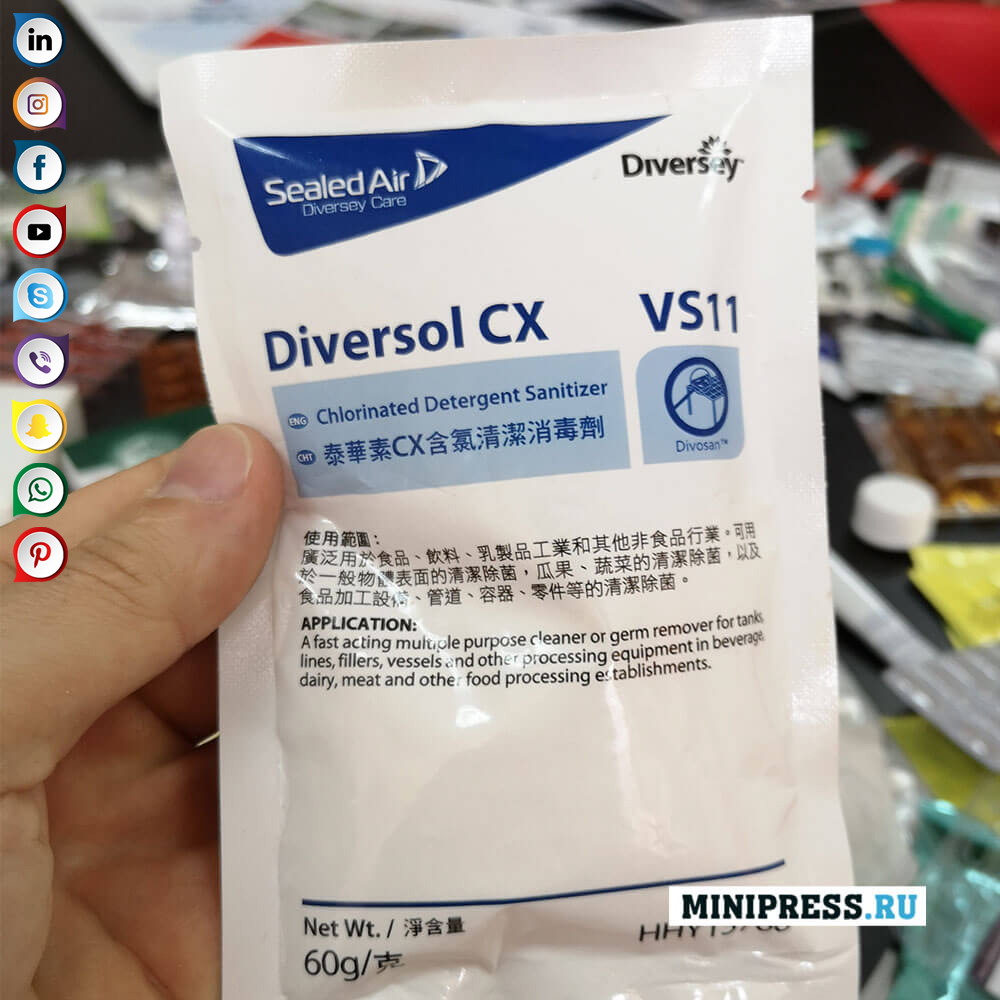 in
f
S
SealedAir
Diversey Care
Diversey
Diversol CX
VS11
ENG Chlorinated Detergent Sanitizer
CHT 泰華素CX含氯清潔消毒劑
Divosan™
使用範圍：
廣泛用於食品、飲料、乳製品工業和其他非食品行業。可用
於一般物體表面的清潔除菌，瓜果、蔬菜的清潔除菌，以及
食品加工設備、管道、容器、零件等的清潔除菌。
APPLICATION:
A fast acting multiple purpose cleaner or germ remover for tanks,
lines, fillers, vessels and other processing equipment in beverage,
dairy, meat and other food processing establishments.
MINIPRESS.RU
Net Wt. / 淨含量
60g/克